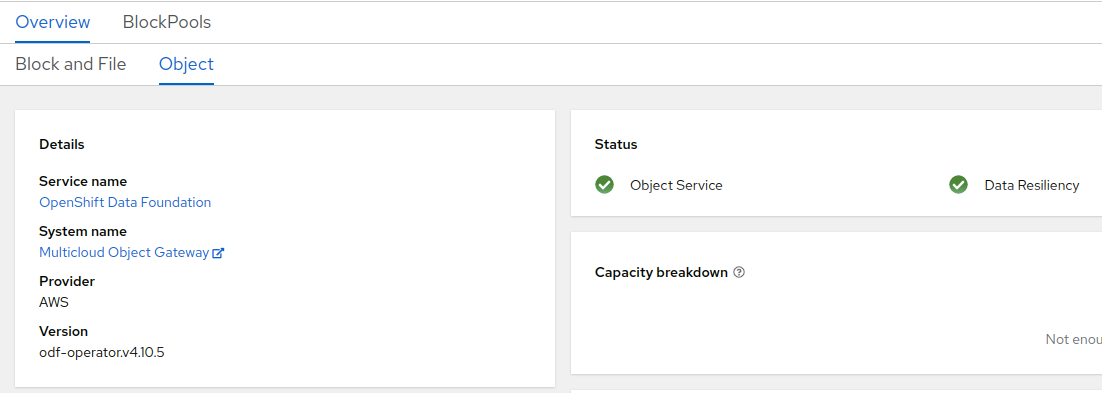 Overview BlockPools
Block and File Object
Details
Service name
OpenShift Data Foundation
System name
Multicloud Object Gateway
Provider
AWS
Version
odf-operator.v4.10.5
Status
Object Service Data Resiliency
Capacity breakdown
Not enou